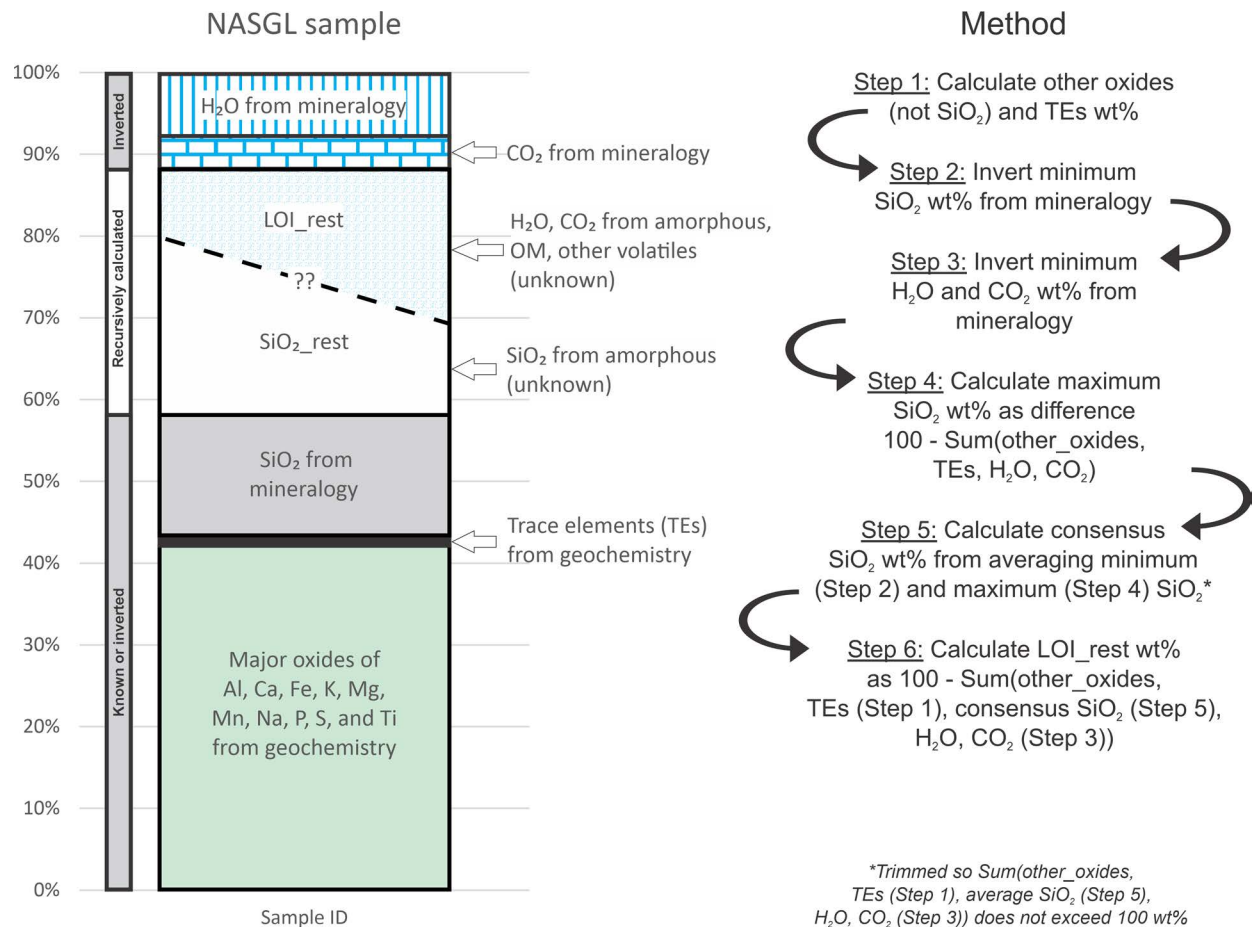 NASGL sample
100%
90%
80%
70%
60%
50%
40%
30%
20%
10%
0%
Inverted
Recursively calculated
Known or inverted
H₂O from mineralogy
CO₂ from mineralogy
LOI_rest
H₂O, CO₂ from amorphous,
OM, other volatiles
(unknown)
??
SiO₂_rest
SiO₂ from amorphous
(unknown)
SiO₂ from
mineralogy
Trace elements (TEs)
from geochemistry
Major oxides of
Al, Ca, Fe, K, Mg,
Mn, Na, P, S, and Ti
from geochemistry
Sample ID
Method
Step 1: Calculate other oxides
(not SiO₂) and TEs wt%
Step 2: Invert minimum
SiO₂ wt% from mineralogy
Step 3: Invert minimum
H₂O and CO₂ wt% from
mineralogy
Step 4: Calculate maximum
SiO₂ wt% as difference
100 - Sum(other_oxides,
TEs, H₂O, CO₂)
Step 5: Calculate consensus
SiO₂ wt% from averaging minimum
(Step 2) and maximum (Step 4) SiO₂*
Step 6: Calculate LOI_rest wt%
as 100 - Sum(other_oxides,
TEs (Step 1), consensus SiO₂ (Step 5),
H₂O, CO₂ (Step 3))
*Trimmed so Sum(other_oxides,
TEs (Step 1), average SiO₂ (Step 5),
H₂O, CO₂ (Step 3)) does not exceed 100 wt%